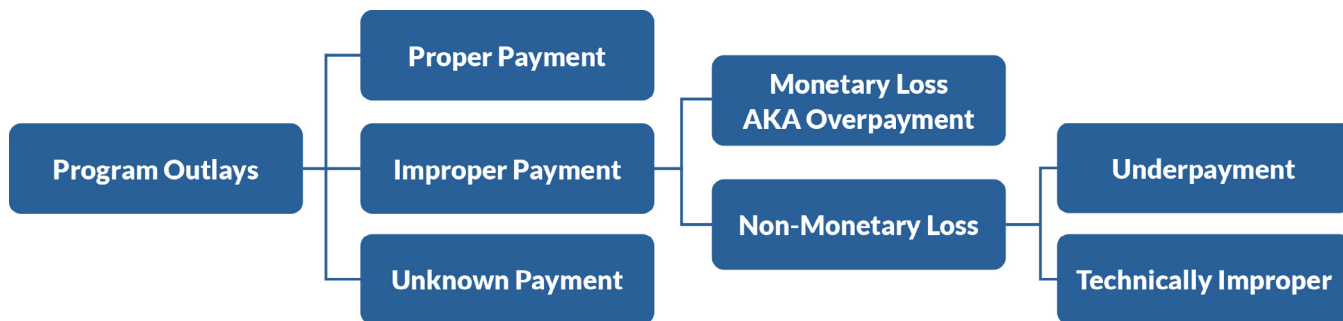 Program Outlays
Proper Payment
Improper Payment
Unknown Payment
Monetary Loss
AKA Overpayment
Non-Monetary Loss
Underpayment
Technically Improper